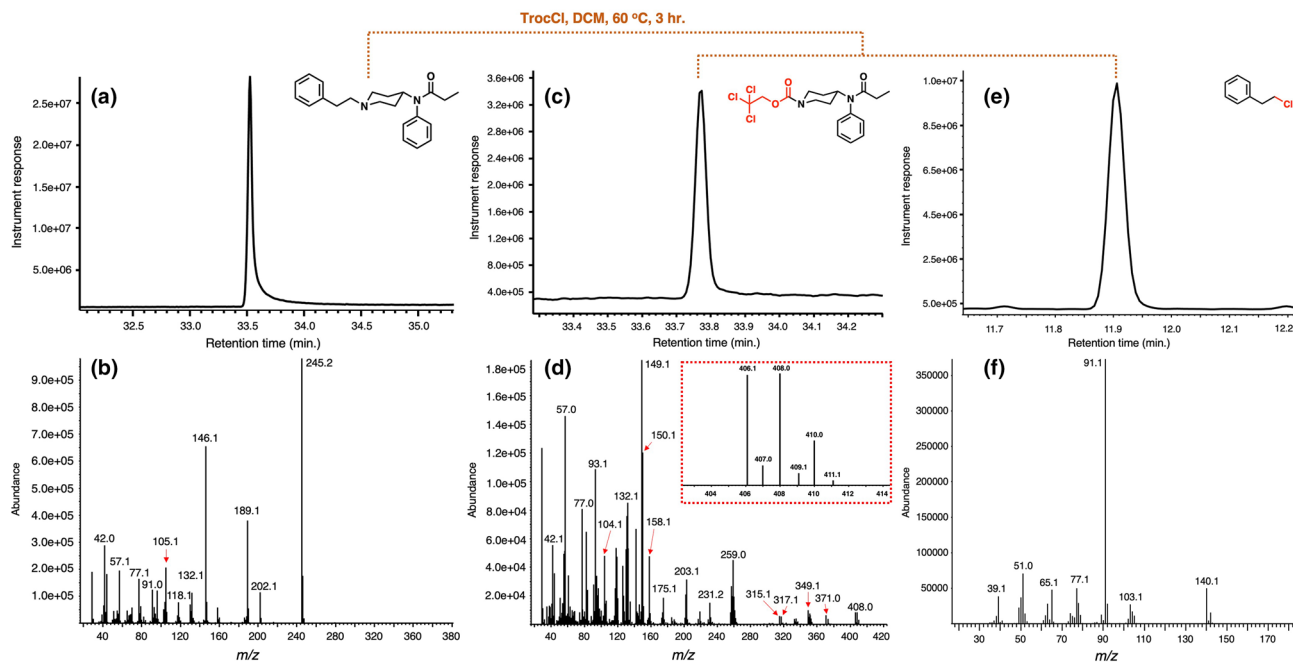 TrocCl, DCM, 60 ºC, 3 hr.
(a)
Instrument response
2.5e+07
2.0e+07
1.5e+07
1.0e+07
5.0e+06
32.5 33.0 33.5 34.0 34.5 35.0
Retention time (min.)
N
O
N
(c)
Instrument response
3.6e+06
3.2e+06
2.8e+06
2.4e+06
2.0e+06
1.6e+06
1.2e+06
8.0e+05
4.0e+05
33.4 33.5 33.6 33.7 33.8 33.9 34.0 34.1 34.2
Retention time (min.)
Cl
Cl
Cl
O
O
N
O
N
(e)
Instrument response
1.0e+07
8.5e+06
6.5e+06
4.5e+06
2.5e+06
5.0e+05
11.7 11.8 11.9 12.0 12.1 12.2
Retention time (min.)
Cl
(b)
Abundance
9.0e+05
8.0e+05
7.0e+05
6.0e+05
5.0e+05
4.0e+05
3.0e+05
2.0e+05
1.0e+05
245.2
146.1
189.1
42.0
105.1
57.1
77.1
91.0
132.1
118.1
202.1
20 60 100 140 180 220 260 300 340 380
m/z
(d)
Abundance
1.8e+05
1.6e+05
1.4e+05
1.2e+05
1.0e+05
8.0e+04
6.0e+04
4.0e+04
2.0e+04
149.1
57.0
150.1
93.1
77.0
132.1
104.1
42.1
158.1
259.0
203.1
175.1
231.2
315.1
317.1
349.1
371.0
408.0
40 80 120 160 200 240 280 320 360 400 420
m/z
406.1
408.0
407.0
410.0
409.1
411.1
404 406 408 410 412 414
(f)
Abundance
350000
300000
250000
200000
150000
100000
50000
91.1
51.0
39.1
65.1
77.1
103.1
140.1
30 50 70 90 110 130 150 170
m/z